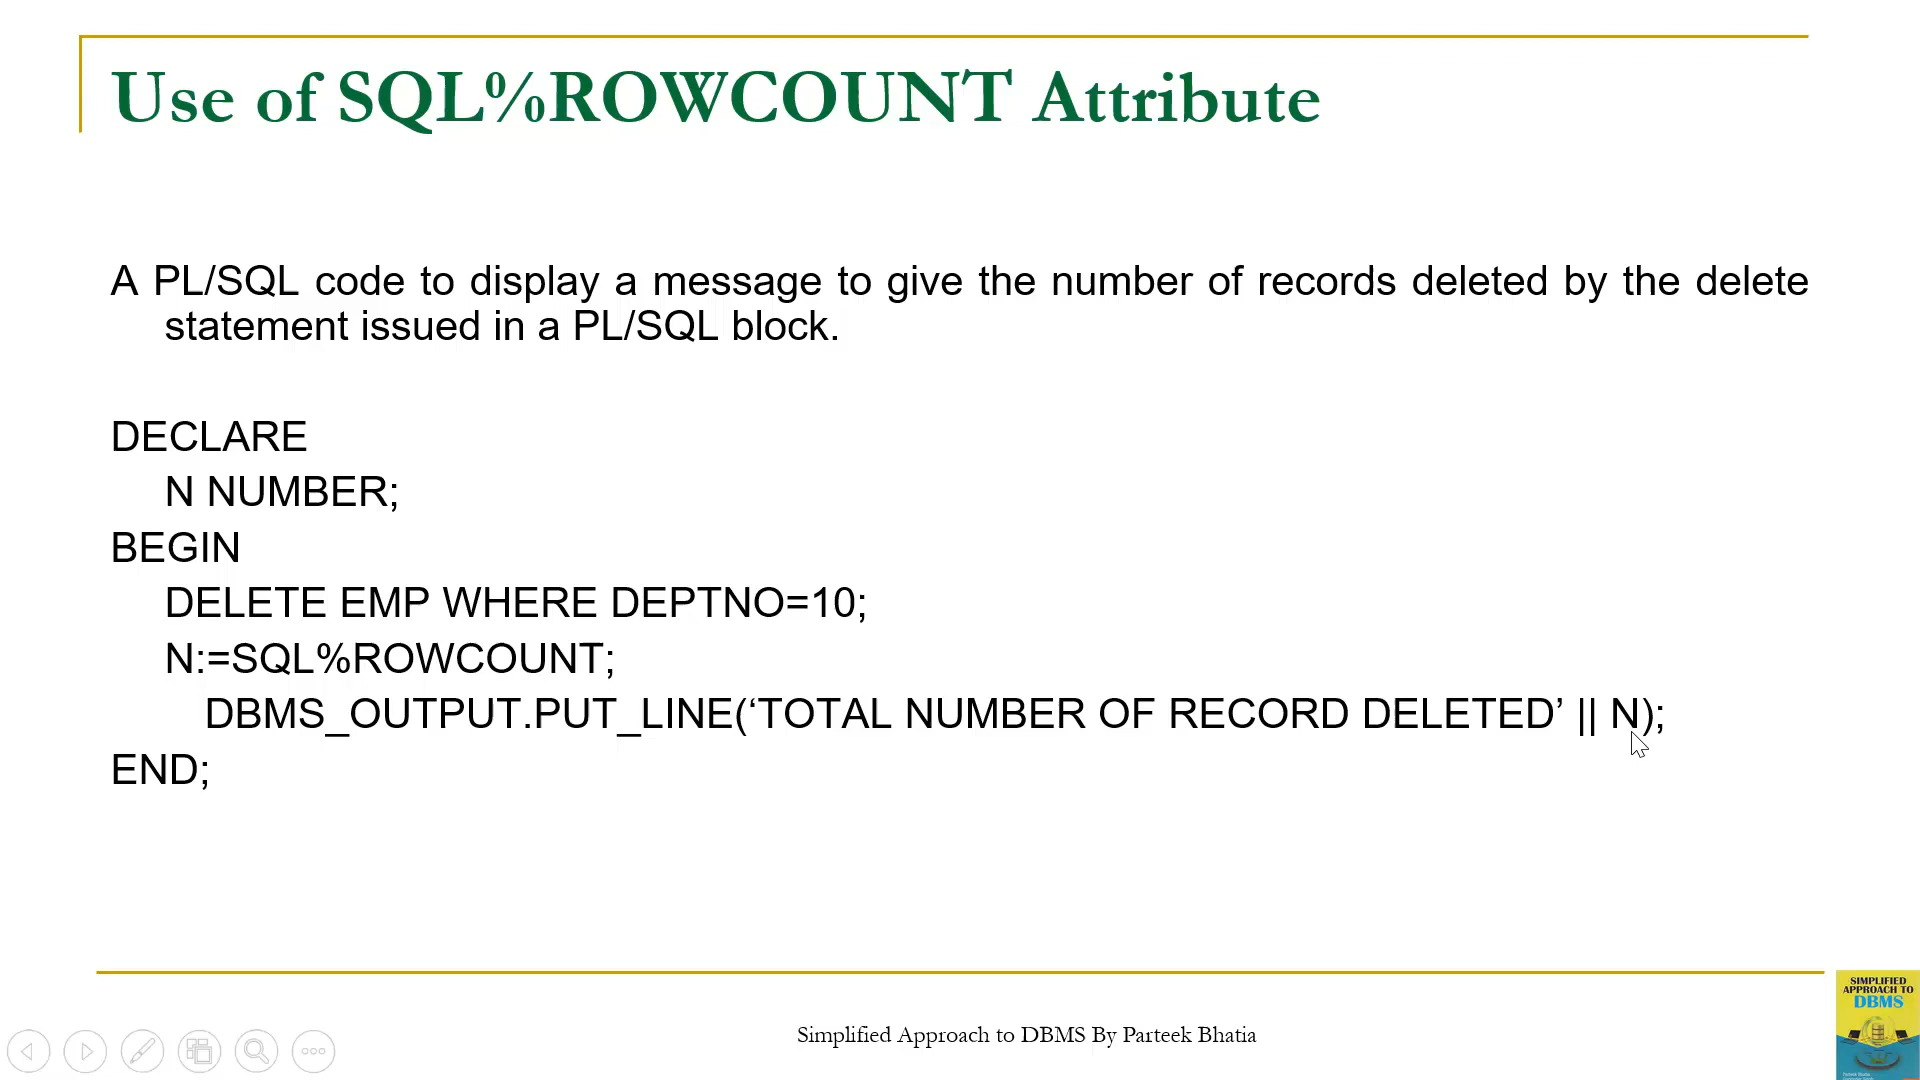 Use of SQL%ROWCOUNT Attribute
A PL/SQL code to display a message to give the number of records deleted by the delete
statement issued in a PL/SQL block.
DECLARE
N NUMBER;
BEGIN
DELETE EMP WHERE DEPTNO=10;
N:=SQL%ROWCOUNT;
DBMS_OUTPUT.PUT_LINE(‘TOTAL NUMBER OF RECORD DELETED’ || N);
END;
Simplified Approach to DBMS By Parteek Bhatia
SIMPLIFIED
APPROACH TO
DBMS